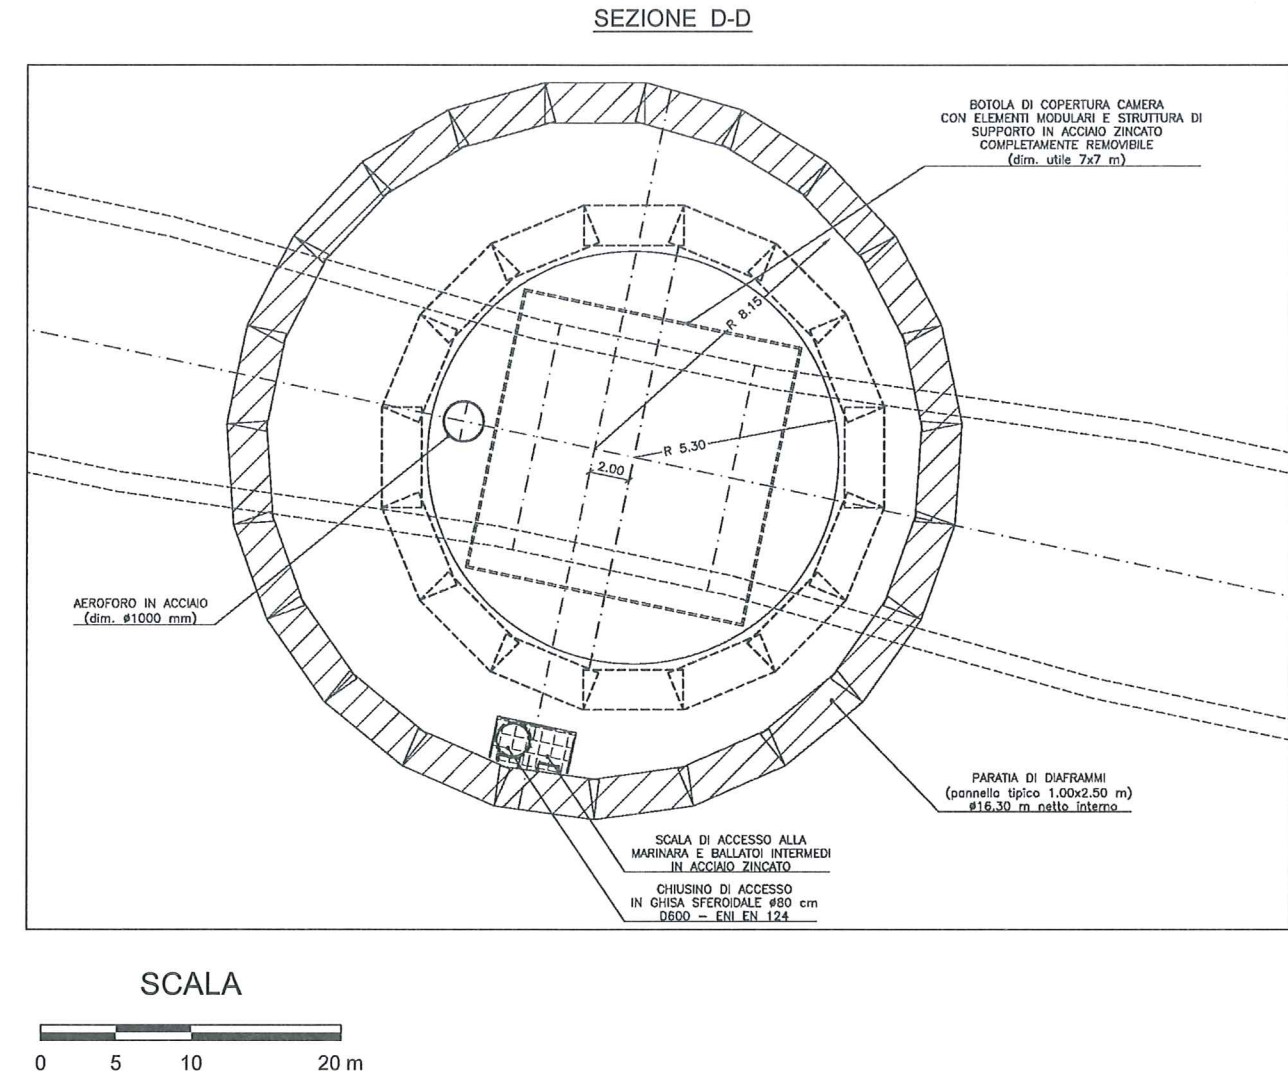 SEZIONE D-D
BOTOLA DI COPERTURA CAMERA
CON ELEMENTI MODULARI E STRUTTURA DI
SUPPORTO IN ACCIAIO ZINCATO
COMPLETAMENTE REMOVIBILE
(dim. utile 7x7 m)
R 8.15
R 5.30
2.00
AEROFORO IN ACCIAIO
(dim. ø1000 mm)
PARATIA DI DIAFRAMMI
(pannello tipico 1.00x2.50 m)
ø16.30 m netto interno
SCALA DI ACCESSO ALLA
MARINARA E BALLATOI INTERMEDI
IN ACCIAIO ZINCATO
CHIUSINO DI ACCESSO
IN GHISA SFEROIDALE ø80 cm
D600 – ENI EN 124
SCALA
0 5 10 20 m